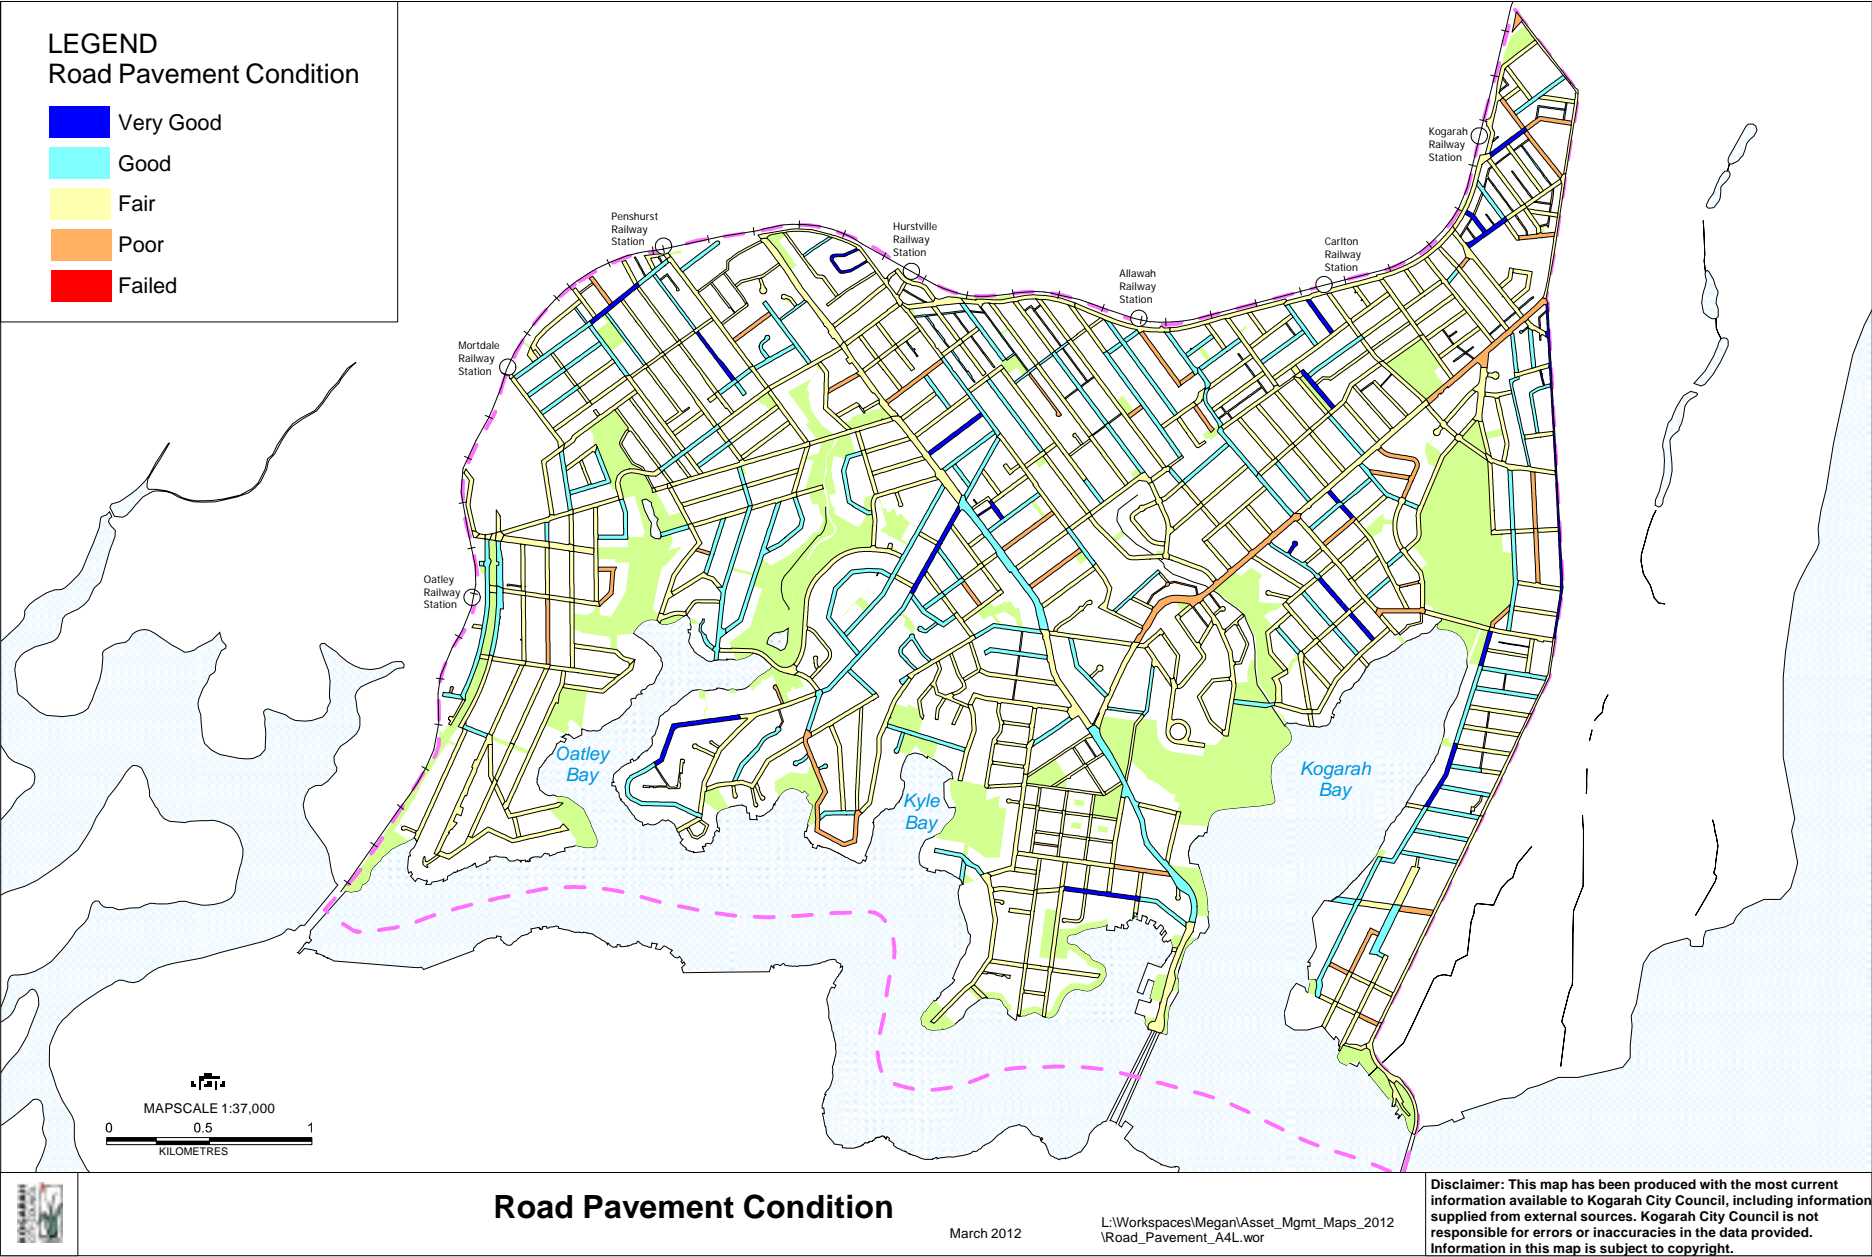 LEGEND
Road Pavement Condition
Very Good
Good
Fair
Poor
Failed
Kogarah
Railway
Station
Penshurst
Railway
Station
Hurstville
Railway
Station
Carlton
Railway
Station
Allawah
Railway
Station
Mortdale
Railway
Station
Oatley
Railway
Station
Oatley
Bay
Kyle
Bay
Kogarah
Bay
MAPSCALE 1:37,000
0 0.5 1
KILOMETRES
KOGARAH
Road Pavement Condition
March 2012
L:\Workspaces\Megan\Asset_Mgmt_Maps_2012
\Road_Pavement_A4L.wor
Disclaimer: This map has been produced with the most current
information available to Kogarah City Council, including information
supplied from external sources. Kogarah City Council is not
responsible for errors or inaccuracies in the data provided.
Information in this map is subject to copyright.